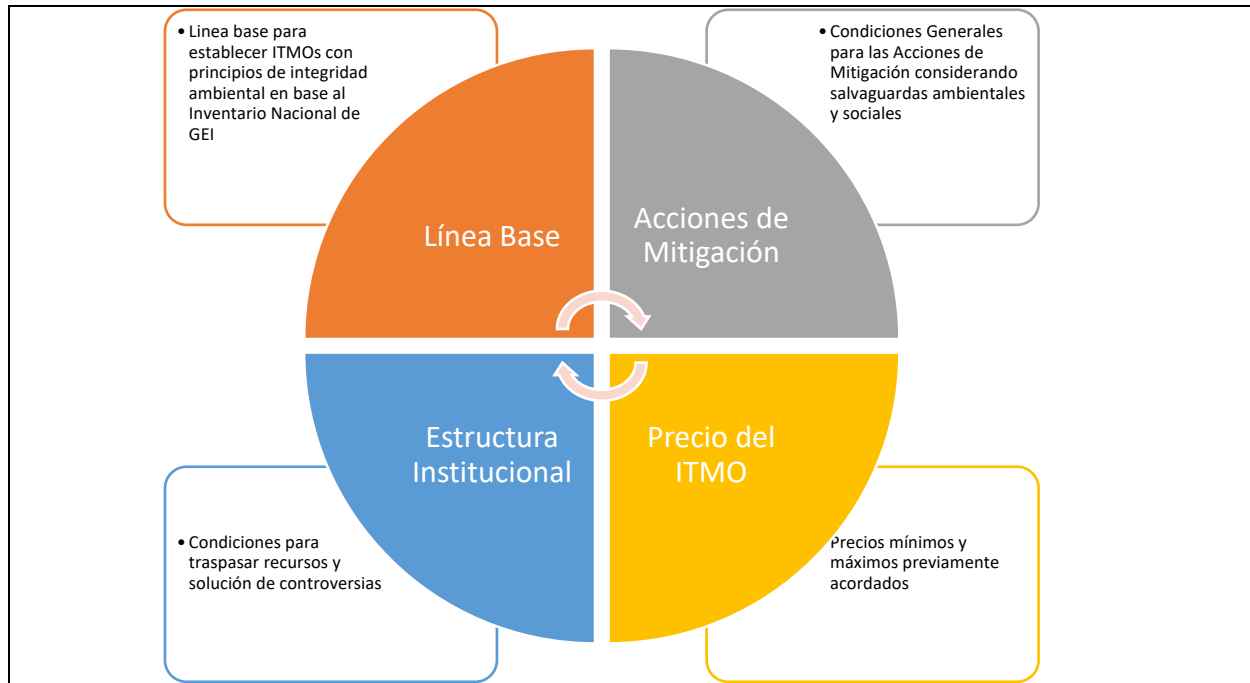 • Linea base para
establecer ITMOs con
principios de integridad
ambiental en base al
Inventario Nacional de
GEI
• Condiciones Generales
para las Acciones de
Mitigación considerando
salvaguardas ambientales
y sociales
Línea Base
Acciones de
Mitigación
Estructura
Institucional
Precio del
ITMO
• Condiciones para
traspasar recursos y
solución de controversias
Precios mínimos y
máximos previamente
acordados